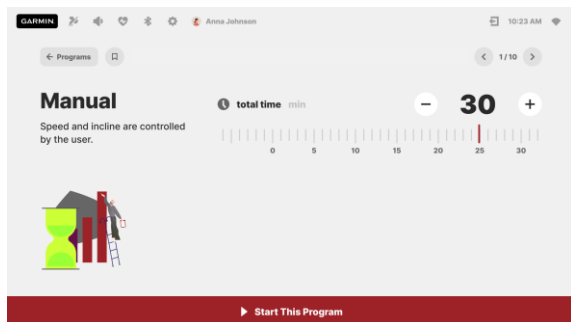 GARMIN
Anna Johnson
10:23 AM
Programs
1/10
Manual
Speed and incline are controlled
by the user.
total time min
30
0 5 10 15 20 25 30
Start This Program